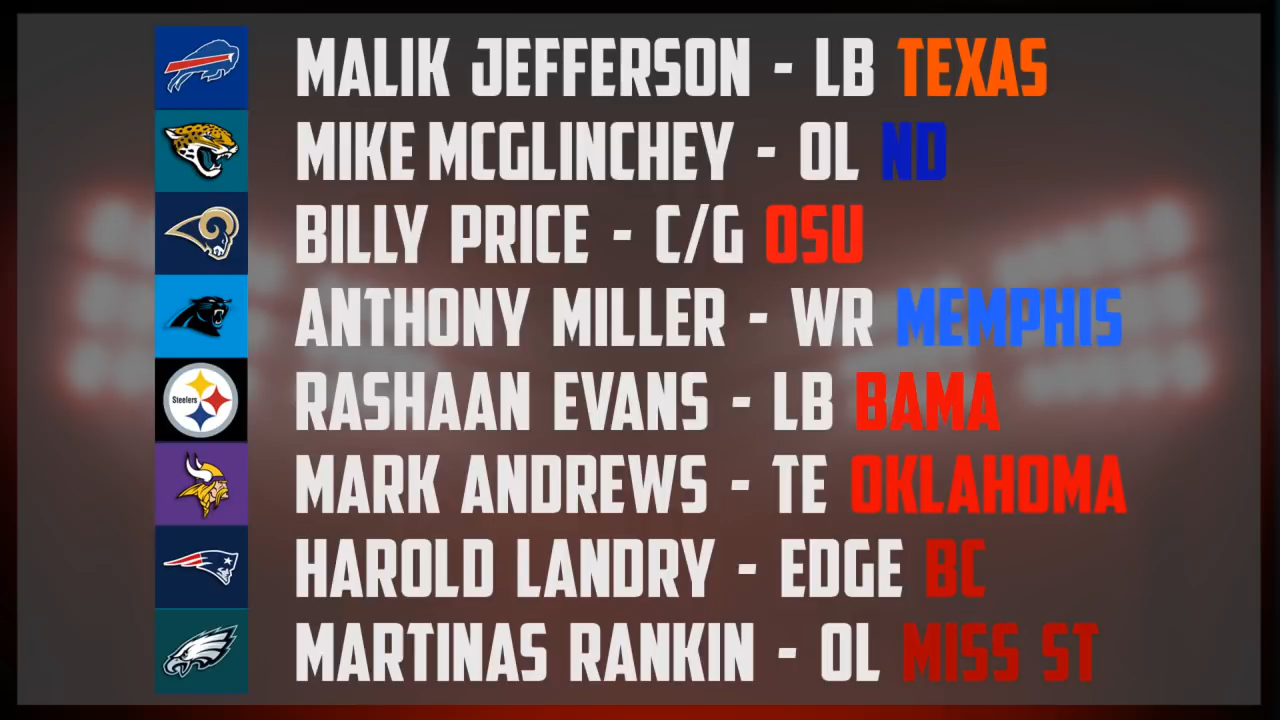 MALIK JEFFERSON - LB TEXAS
MIKE MCGLINCHEY - OL ND
BILLY PRICE - C/G OSU
ANTHONY MILLER - WR MEMPHIS
Steelers
RASHAAN EVANS - LB BAMA
MARK ANDREWS - TE OKLAHOMA
HAROLD LANDRY - EDGE BC
MARTINAS RANKIN - OL MISS ST